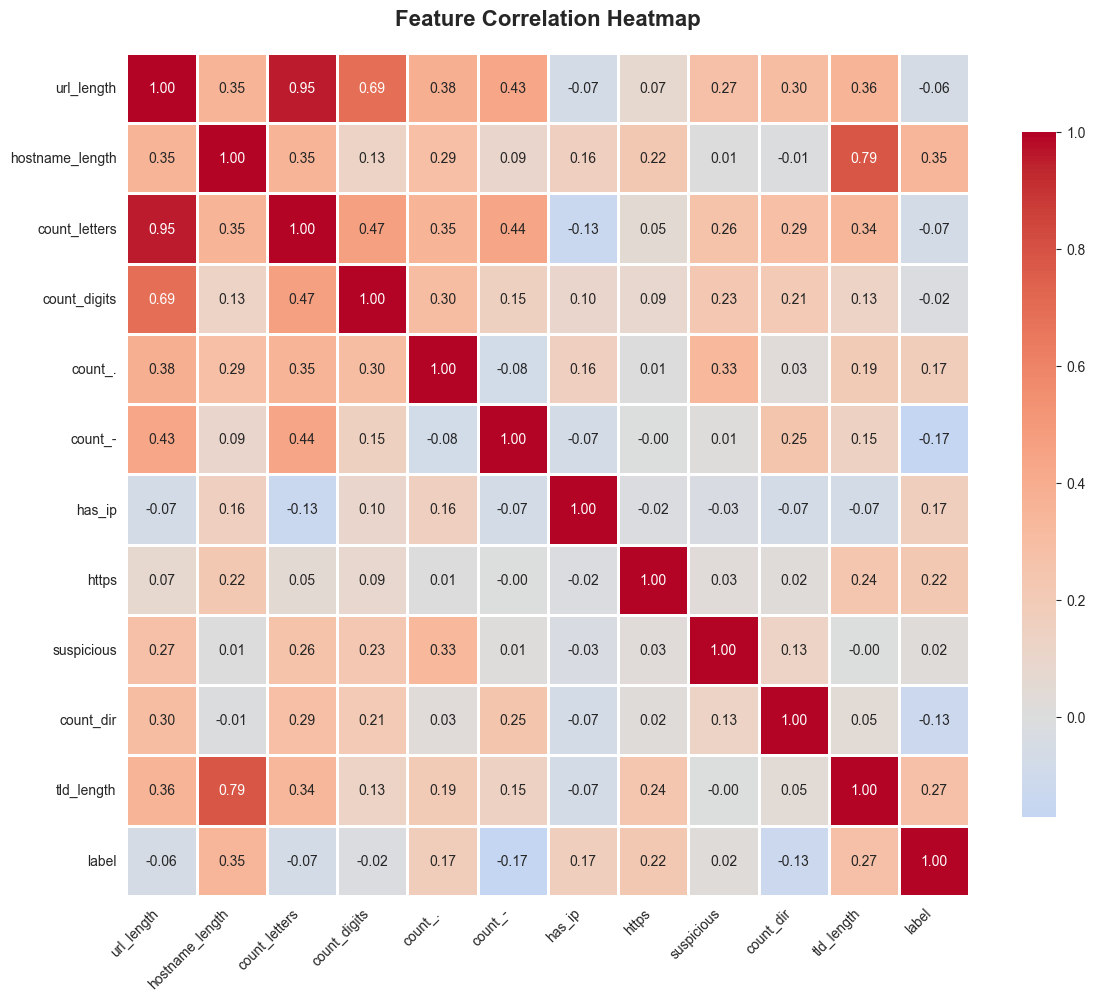 Feature Correlation Heatmap
url_length 1.00 0.35 0.95 0.69 0.38 0.43 -0.07 0.07 0.27 0.30 0.36 -0.06
hostname_length 0.35 1.00 0.35 0.13 0.29 0.09 0.16 0.22 0.01 -0.01 0.79 0.35
count_letters 0.95 0.35 1.00 0.47 0.35 0.44 -0.13 0.05 0.26 0.29 0.34 -0.07
count_digits 0.69 0.13 0.47 1.00 0.30 0.15 0.10 0.09 0.23 0.21 0.13 -0.02
count_. 0.38 0.29 0.35 0.30 1.00 -0.08 0.16 0.01 0.33 0.03 0.19 0.17
count_- 0.43 0.09 0.44 0.15 -0.08 1.00 -0.07 -0.00 0.01 0.25 0.15 -0.17
has_ip -0.07 0.16 -0.13 0.10 0.16 -0.07 1.00 -0.02 -0.03 -0.07 -0.07 0.17
https 0.07 0.22 0.05 0.09 0.01 -0.00 -0.02 1.00 0.03 0.02 0.24 0.22
suspicious 0.27 0.01 0.26 0.23 0.33 0.01 -0.03 0.03 1.00 0.13 -0.00 0.02
count_dir 0.30 -0.01 0.29 0.21 0.03 0.25 -0.07 0.02 0.13 1.00 0.05 -0.13
tld_length 0.36 0.79 0.34 0.13 0.19 0.15 -0.07 0.24 -0.00 0.05 1.00 0.27
label -0.06 0.35 -0.07 -0.02 0.17 -0.17 0.17 0.22 0.02 -0.13 0.27 1.00
url_length hostname_length count_letters count_digits count_. count_- has_ip https suspicious count_dir tld_length label
1.0
0.8
0.6
0.4
0.2
0.0